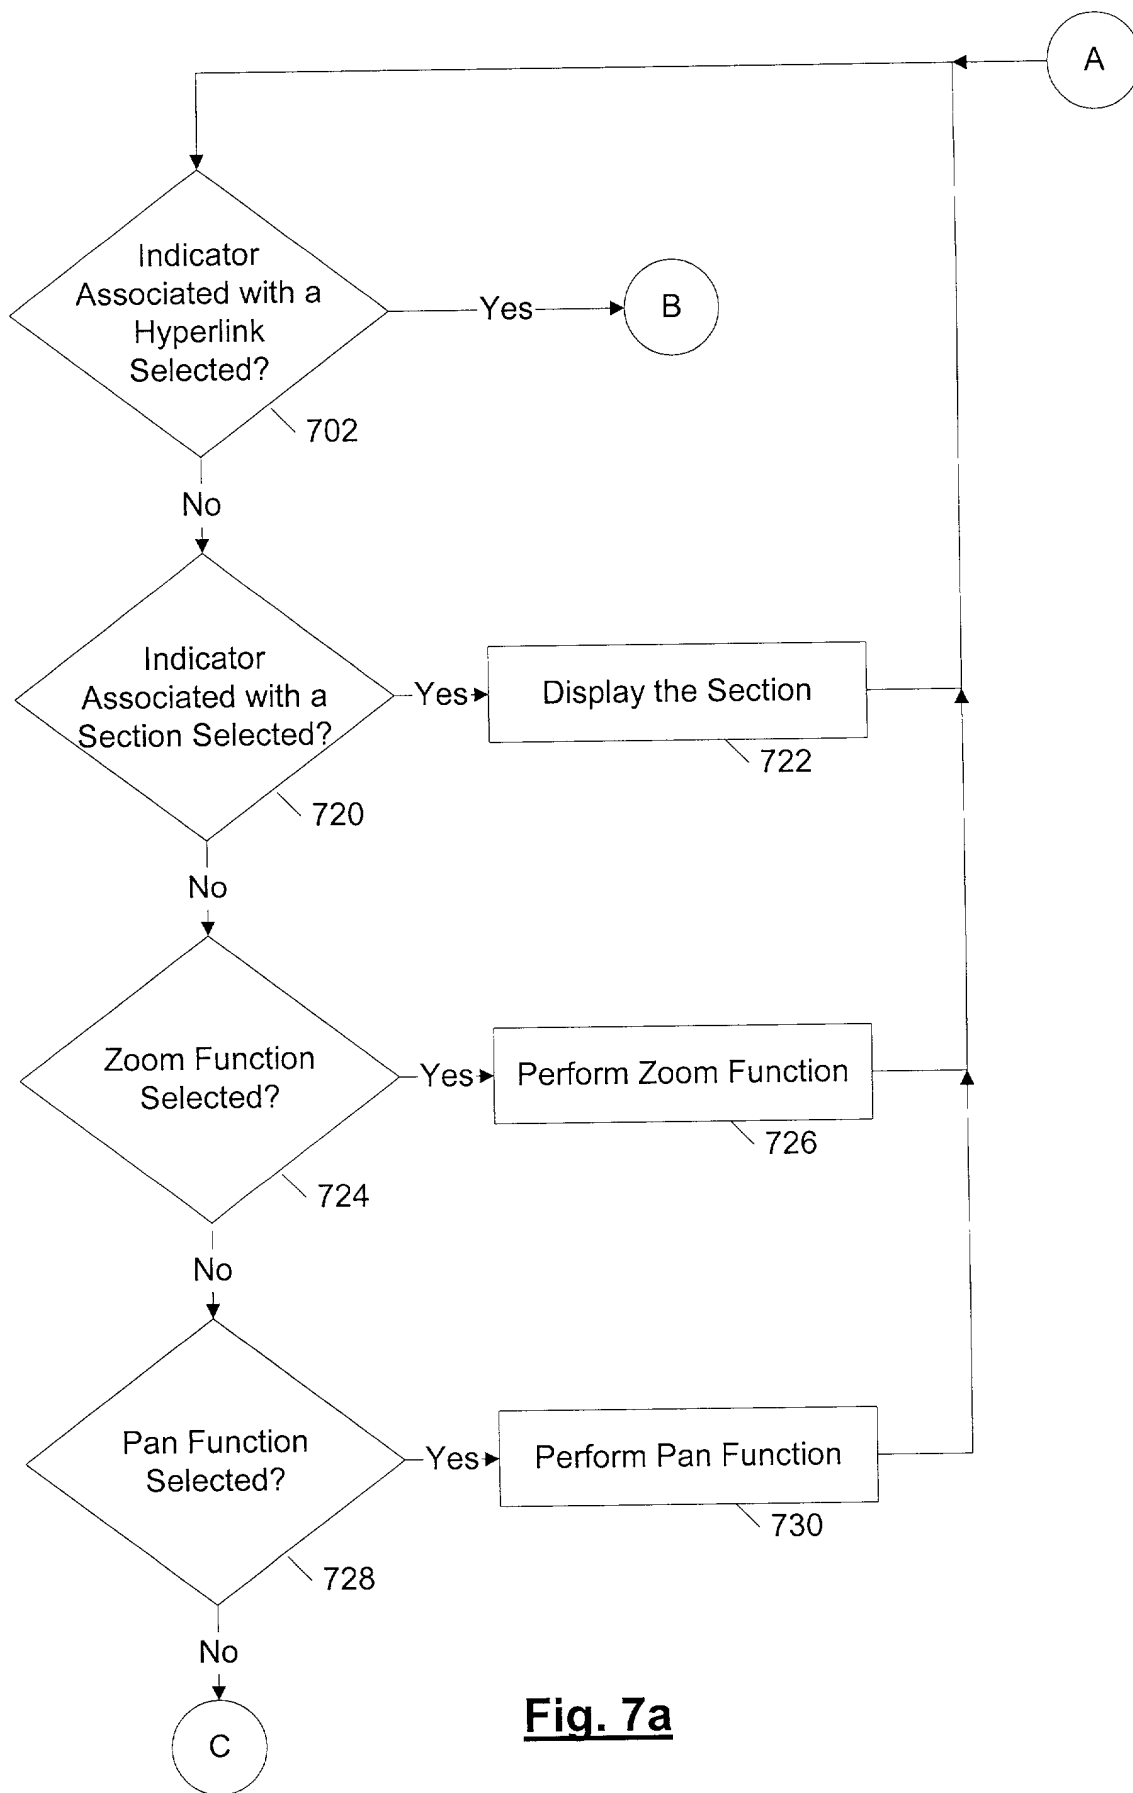 A
Indicator
Associated with a
Hyperlink
Selected?
Yes
B
702
No
Indicator
Associated with a
Section Selected?
Yes
Display the Section
722
720
No
Zoom Function
Selected?
Yes
Perform Zoom Function
726
724
No
Pan Function
Selected?
Yes
Perform Pan Function
730
728
No
C
Fig. 7a